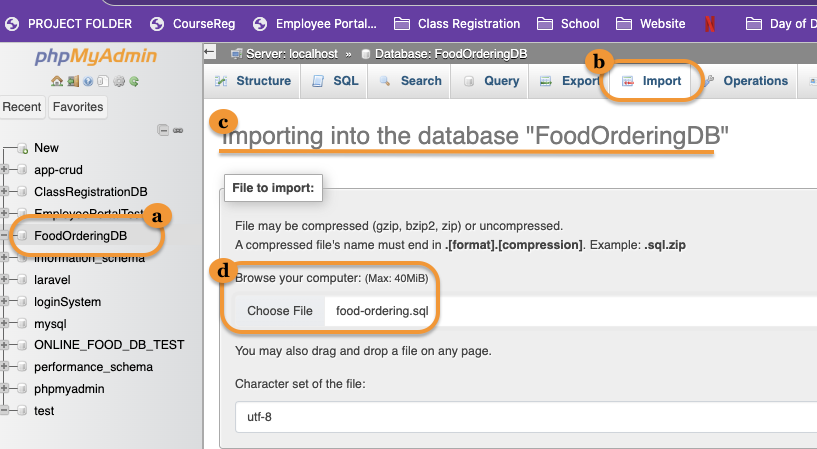 PROJECT FOLDER CourseReg Employee Portal... Class Registration School Website Day of D
phpMyAdmin
Recent Favorites
New
app-crud
ClassRegistrationDB
EmployeePortalTest
FoodOrderingDB
information_schema
laravel
loginSystem
mysql
ONLINE_FOOD_DB_TEST
performance_schema
phpmyadmin
test
a
Server: localhost » Database: FoodOrderingDB
b
Structure SQL Search Query Export Import Operations
c
Importing into the database "FoodOrderingDB"
File to import:
File may be compressed (gzip, bzip2, zip) or uncompressed.
A compressed file's name must end in .[format].[compression]. Example: .sql.zip
d
Browse your computer: (Max: 40MiB)
Choose File food-ordering.sql
You may also drag and drop a file on any page.
Character set of the file:
utf-8